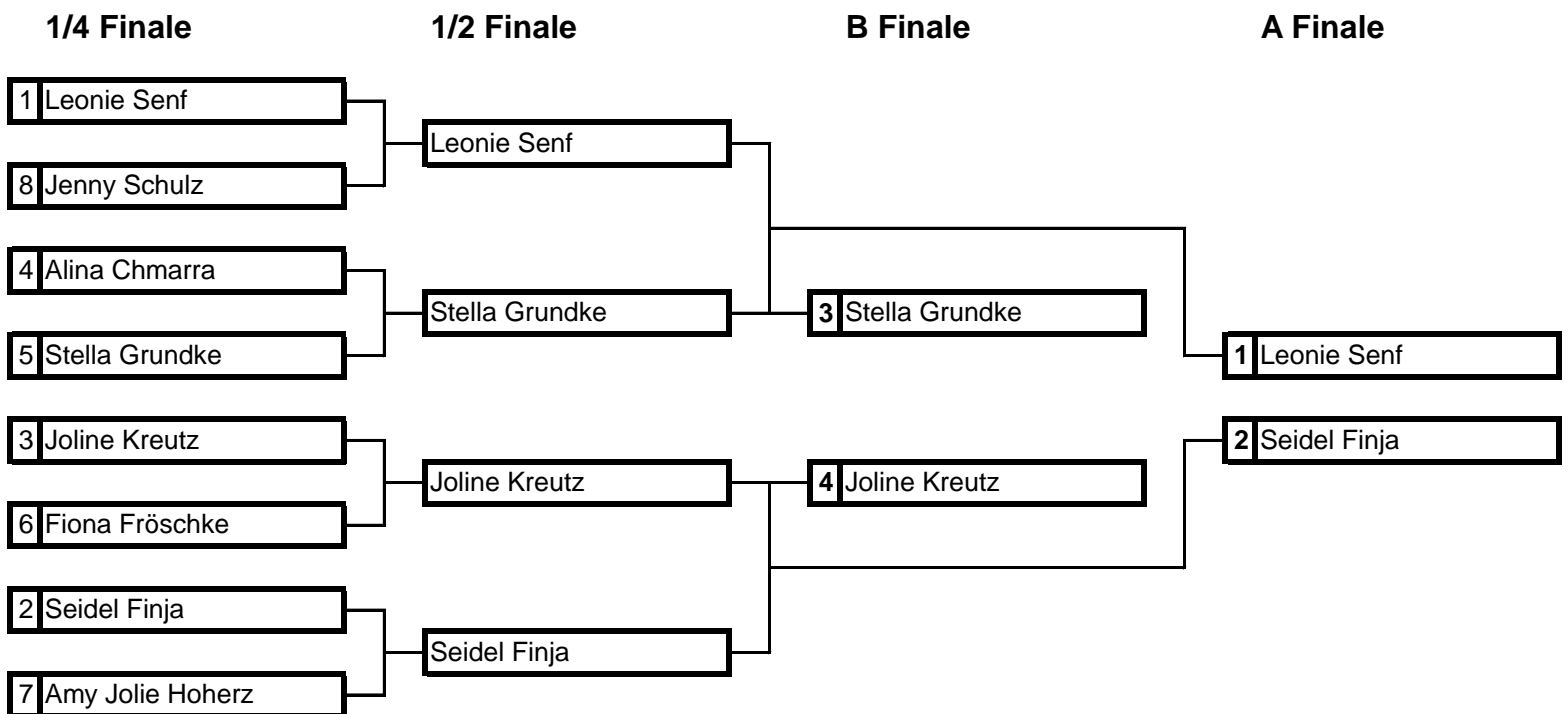 1/4 Finale 1/2 Finale B Finale A Finale
1 Leonie Senf
Leonie Senf
8 Jenny Schulz
4 Alina Chmarra
Stella Grundke 3 Stella Grundke
5 Stella Grundke 1 Leonie Senf
3 Joline Kreutz 2 Seidel Finja
Joline Kreutz 4 Joline Kreutz
6 Fiona Fröschke
2 Seidel Finja
Seidel Finja
7 Amy Jolie Hoherz